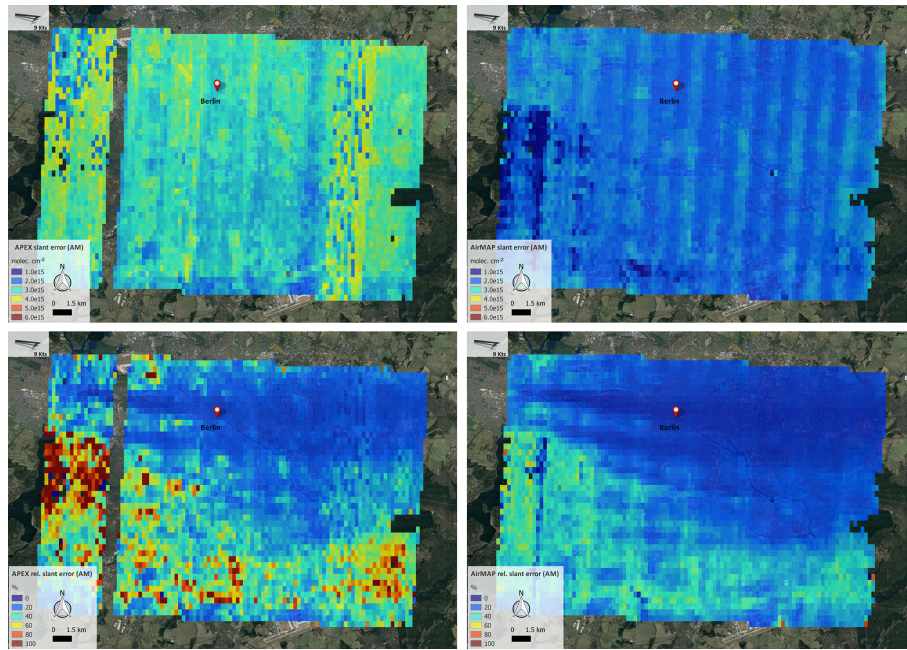 9 Kts
Berlin
APEX slant error (AM)
molec. cm⁻²
N
1.0e15
2.0e15
3.0e15
4.0e15
5.0e15
6.0e15
0 1.5 km
9 Kts
Berlin
AirMAP slant error (AM)
molec. cm⁻²
N
1.0e15
2.0e15
3.0e15
4.0e15
5.0e15
6.0e15
0 1.5 km
9 Kts
Berlin
APEX rel. slant error (AM)
%
N
0
20
40
60
80
100
0 1.5 km
9 Kts
Berlin
AirMAP rel. slant error (AM)
%
N
0
20
40
60
80
100
0 1.5 km